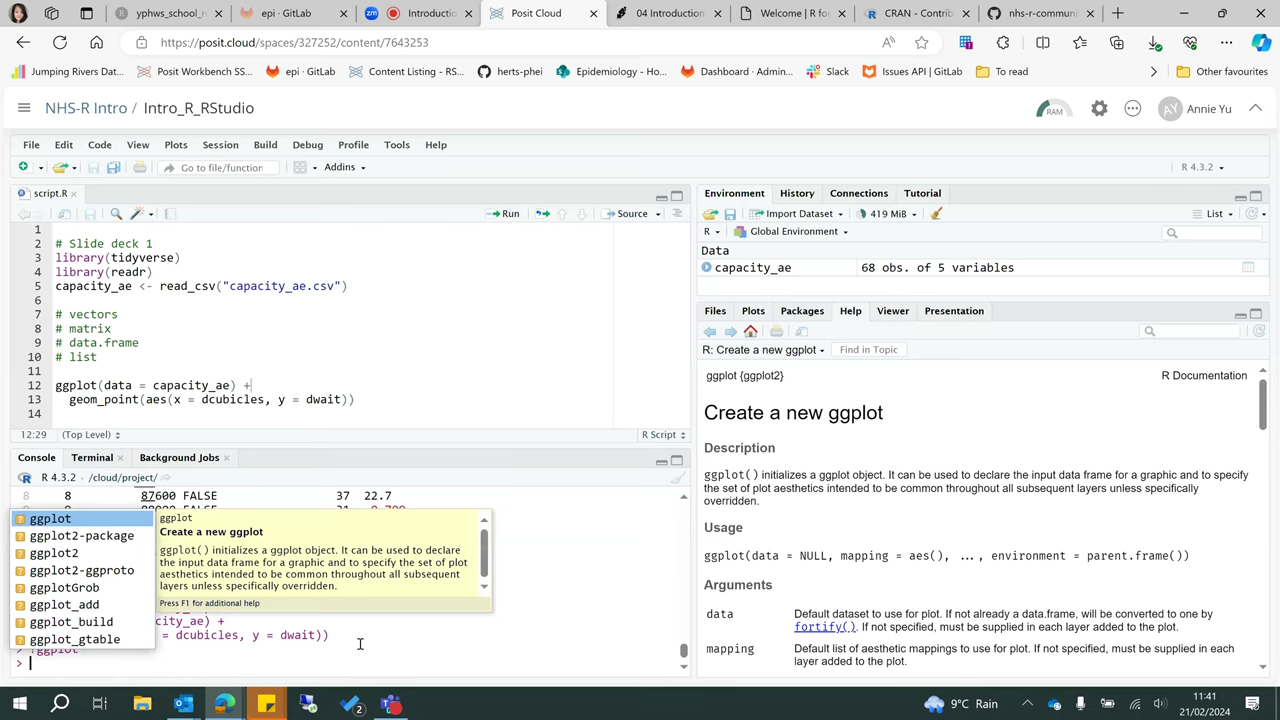 yphws_school_r
epi · GitLab
Introduction
Posit Cloud
04 Introduction
Welcome | R fou
CRAN - Contrib
nhs-r-commun
https://posit.cloud/spaces/327252/content/7643253
Jumping Rivers Dat...
Posit Workbench SS...
epi · GitLab
Content Listing - RS...
herts-phei
Epidemiology - Ho...
Dashboard · Admin...
Slack
Issues API | GitLab
To read
Other favourites
NHS-R Intro / Intro_R_RStudio
RAM
AY
Annie Yu
File Edit Code View Plots Session Build Debug Profile Tools Help
Go to file/function
Addins
R 4.3.2
script.R
Run
Source
1
2 # Slide deck 1
3 library(tidyverse)
4 library(readr)
5 capacity_ae <- read_csv("capacity_ae.csv")
6
7 # vectors
8 # matrix
9 # data.frame
10 # list
11
12 ggplot(data = capacity_ae) +
13 geom_point(aes(x = dcubicles, y = dwait))
14
12:29 (Top Level) R Script
Console Terminal Background Jobs
R 4.3.2 · /cloud/project/
8 8 87600 FALSE 37 22.7
ggplot
ggplot2-package
ggplot2
ggplot2-ggproto
ggplotGrob
ggplot_add
ggplot_build
ggplot_gtable
ggplot
Create a new ggplot
ggplot() initializes a ggplot object. It can be used to declare
the input data frame for a graphic and to specify
the set of plot aesthetics intended to be common
throughout all subsequent
layers unless specifically overridden.
Press F1 for additional help
city_ae) +
= dcubicles, y = dwait))
>
Environment History Connections Tutorial
Import Dataset
419 MiB
List
R Global Environment
Data
capacity_ae 68 obs. of 5 variables
Files Plots Packages Help Viewer Presentation
R: Create a new ggplot Find in Topic
ggplot {ggplot2} R Documentation
Create a new ggplot
Description
ggplot() initializes a ggplot object. It can be used to declare the input data frame for a graphic and to specify
the set of plot aesthetics intended to be common throughout all subsequent layers unless specifically
overridden.
Usage
ggplot(data = NULL, mapping = aes(), ..., environment = parent.frame())
Arguments
data Default dataset to use for plot. If not already a data.frame, will be converted to one by
fortify(). If not specified, must be supplied in each layer added to the plot.
mapping Default list of aesthetic mappings to use for plot. If not specified, must be supplied in
each layer added to the plot.
9°C Rain
11:41
21/02/2024